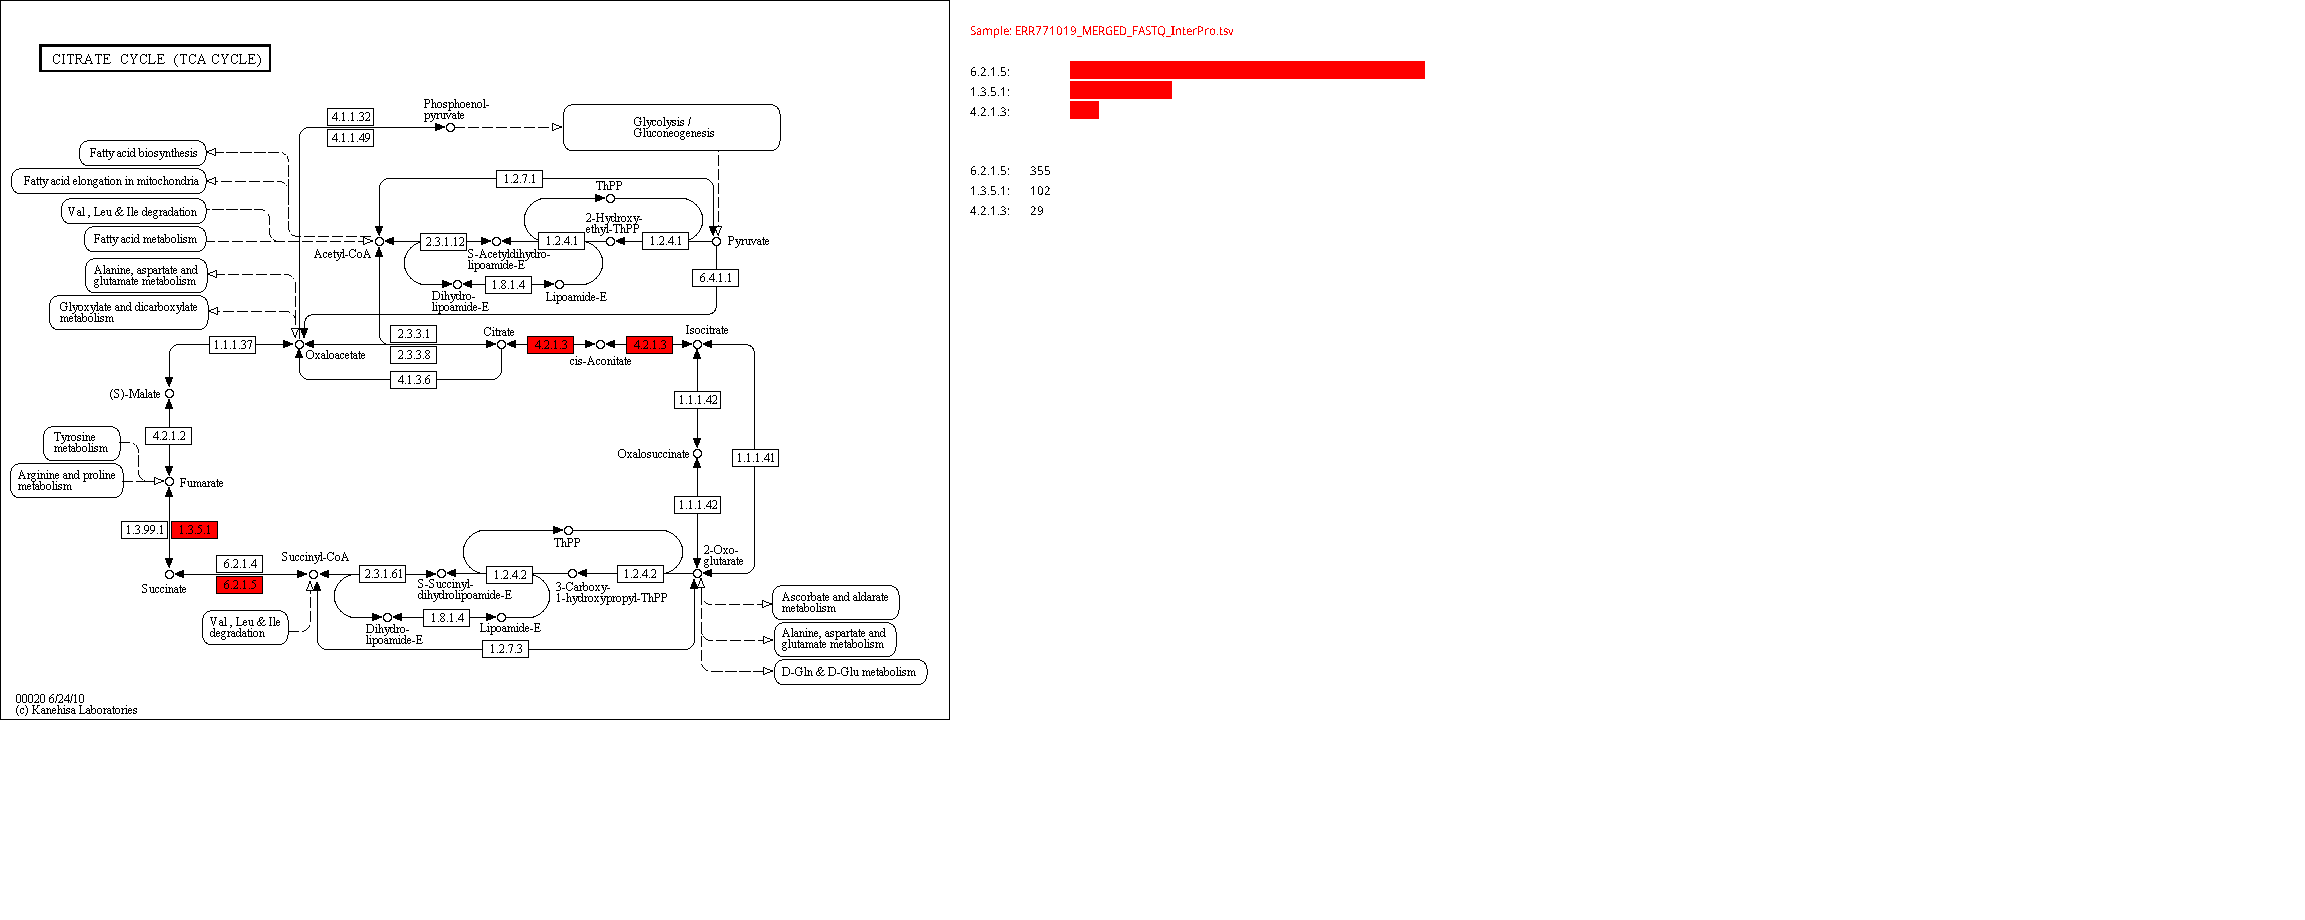 CITRATE CYCLE (TCA CYCLE)
Phosphoenol-
pyruvate
4.1.1.32
4.1.1.49
Glycolysis /
Gluconeogenesis
Fatty acid biosynthesis
Fatty acid elongation in mitochondria
Val , Leu & Ile degradation
Fatty acid metabolism
Alanine, aspartate and
glutamate metabolism
Glyoxylate and dicarboxylate
metabolism
1.2.7.1
ThPP
2-Hydroxy-
ethyl-ThPP
2.3.1.12
1.2.4.1
1.2.4.1
Pyruvate
Acetyl-CoA
S-Acetyldihydro-
lipoamide-E
6.4.1.1
1.8.1.4
Dihydro-
lipoamide-E
Lipoamide-E
1.1.1.37
Oxaloacetate
2.3.3.1
2.3.3.8
4.1.3.6
Citrate
4.2.1.3
cis-Aconitate
4.2.1.3
Isocitrate
(S)-Malate
1.1.1.42
4.2.1.2
Tyrosine
metabolism
Oxalosuccinate
1.1.1.41
Arginine and proline
metabolism
Fumarate
1.1.1.42
1.3.99.1
1.3.5.1
ThPP
Succinyl-CoA
2-Oxo-
glutarate
6.2.1.4
6.2.1.5
Succinate
2.3.1.61
1.2.4.2
1.2.4.2
S-Succinyl-
dihydrolipoamide-E
3-Carboxy-
1-hydroxypropyl-ThPP
Val , Leu & Ile
degradation
1.8.1.4
Dihydro-
lipoamide-E
Lipoamide-E
1.2.7.3
Ascorbate and aldarate
metabolism
Alanine, aspartate and
glutamate metabolism
D-Gln & D-Glu metabolism
00020 6/24/10
(c) Kanehisa Laboratories
Sample: ERR771019_MERGED_FASTQ_InterPro.tsv
6.2.1.5:
1.3.5.1:
4.2.1.3:
6.2.1.5: 355
1.3.5.1: 102
4.2.1.3: 29